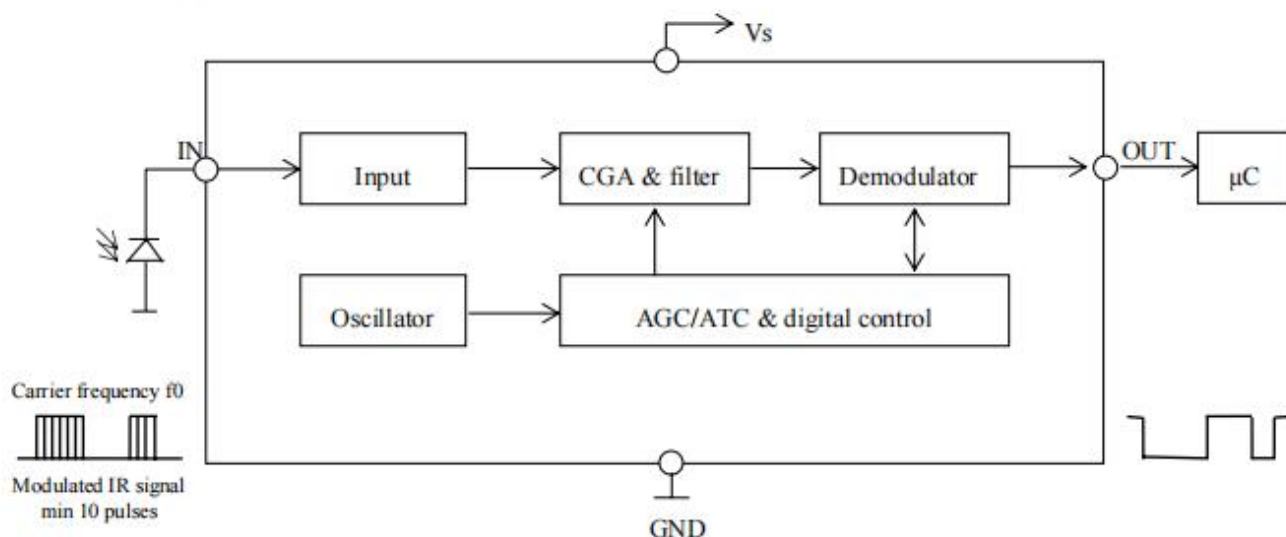 Vs
IN
Input
CGA & filter
Demodulator
OUT
μC
Oscillator
AGC/ATC & digital control
Carrier frequency f0
Modulated IR signal
min 10 pulses
GND